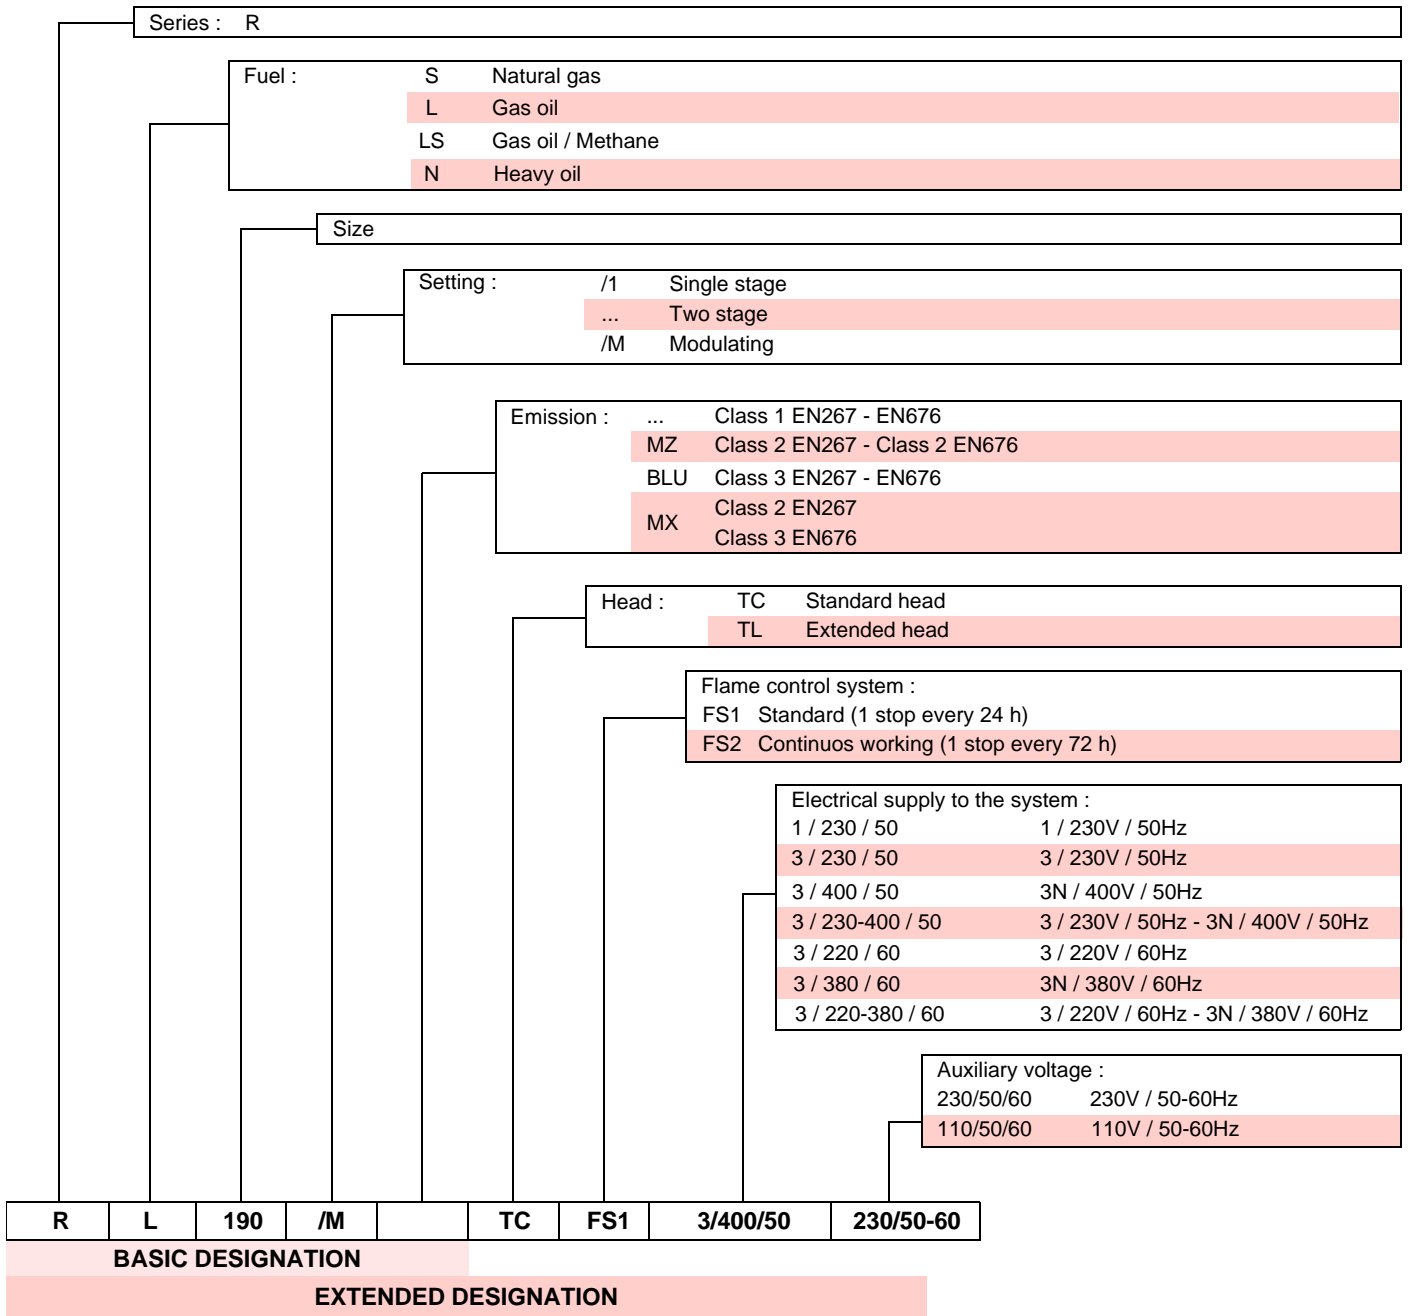 Series : R
Fuel : S Natural gas
L Gas oil
LS Gas oil / Methane
N Heavy oil
Size
Setting : /1 Single stage
... Two stage
/M Modulating
Emission : ... Class 1 EN267 - EN676
MZ Class 2 EN267 - Class 2 EN676
BLU Class 3 EN267 - EN676
MX Class 2 EN267
Class 3 EN676
Head : TC Standard head
TL Extended head
Flame control system :
FS1 Standard (1 stop every 24 h)
FS2 Continuos working (1 stop every 72 h)
Electrical supply to the system :
1 / 230 / 50 1 / 230V / 50Hz
3 / 230 / 50 3 / 230V / 50Hz
3 / 400 / 50 3N / 400V / 50Hz
3 / 230-400 / 50 3 / 230V / 50Hz - 3N / 400V / 50Hz
3 / 220 / 60 3 / 220V / 60Hz
3 / 380 / 60 3N / 380V / 60Hz
3 / 220-380 / 60 3 / 220V / 60Hz - 3N / 380V / 60Hz
Auxiliary voltage :
230/50/60 230V / 50-60Hz
110/50/60 110V / 50-60Hz
R L 190 /M TC FS1 3/400/50 230/50-60
BASIC DESIGNATION
EXTENDED DESIGNATION